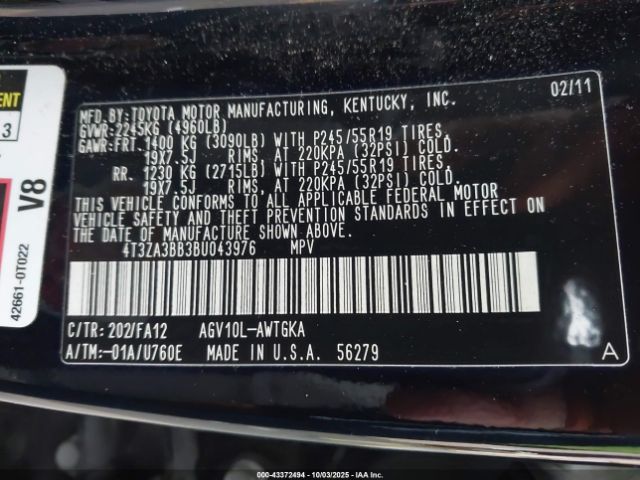 MFD.BY:TOYOTA MOTOR MANUFACTURING, KENTUCKY, INC.
02/11
GVWR:2245KG (4960LB)
GAWR:FRT.1400 KG (3090LB) WITH P245/55R19 TIRES,
19X7.5J RIMS, AT 220KPA (32PSI) COLD.
RR. 1230 KG (2715LB) WITH P245/55R19 TIRES,
19X7.5J RIMS, AT 220KPA (32PSI) COLD.
THIS VEHICLE CONFORMS TO ALL APPLICABLE FEDERAL MOTOR
VEHICLE SAFETY AND THEFT PREVENTION STANDARDS IN EFFECT ON
THE DATE OF MANUFACTURE SHOWN ABOVE.
4T3ZA3BB3BU043976 MPV
C/TR:202/FA12 AGV10L-AWTGKA
A/TM:-01A/U760E MADE IN U.S.A. 56279
A
V8
42661-0T022
3
000-43372494 - 10/03/2025 - IAA Inc.